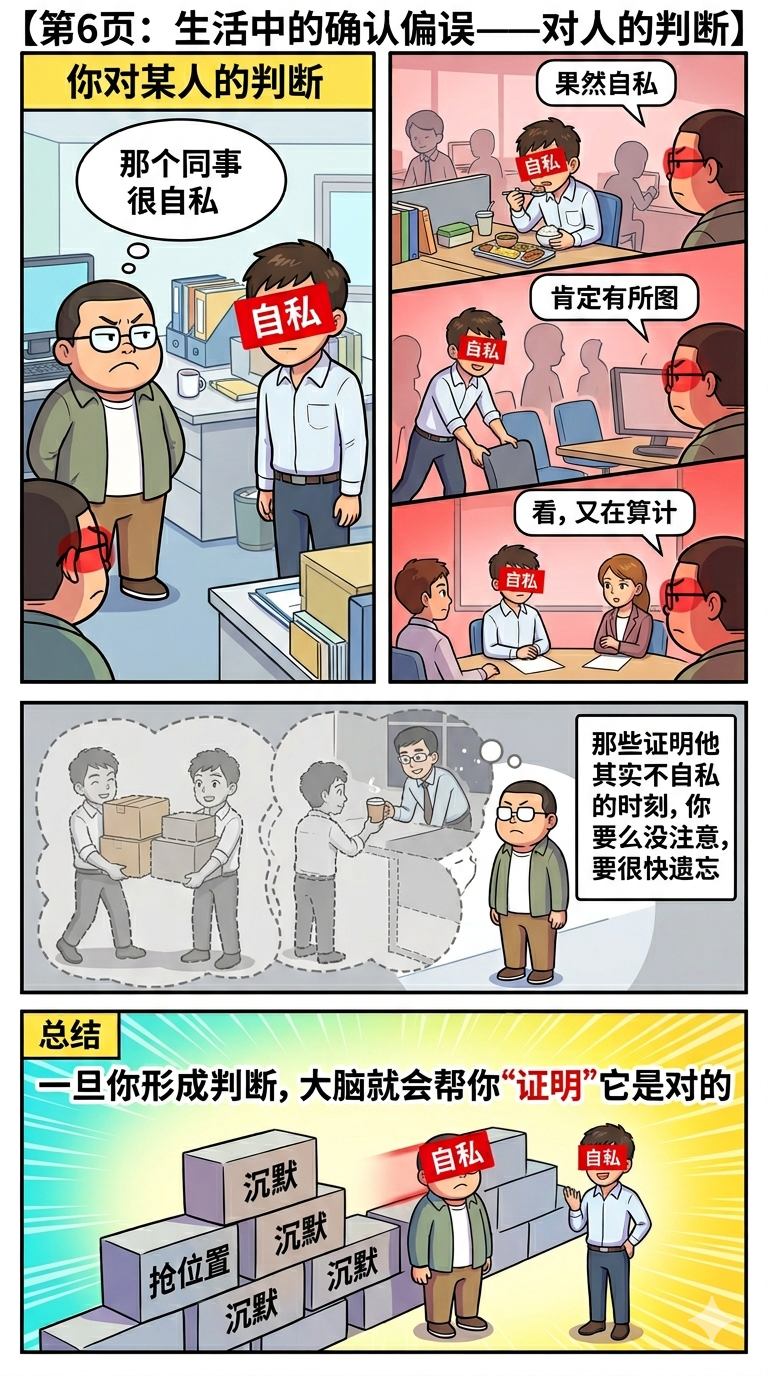 【第6页：生活中的确认偏误——对人的判断】
你对某人的判断
那个同事
很自私
自私
果然自私
自私
肯定有所图
自私
看，又在算计
自私
那些证明他
其实不自私
的时刻，你
要么没注意，
要很快遗忘
总结
一旦你形成判断，大脑就会帮你“证明”它是对的
沉默
抢位置
沉默
沉默
沉默
自私
自私